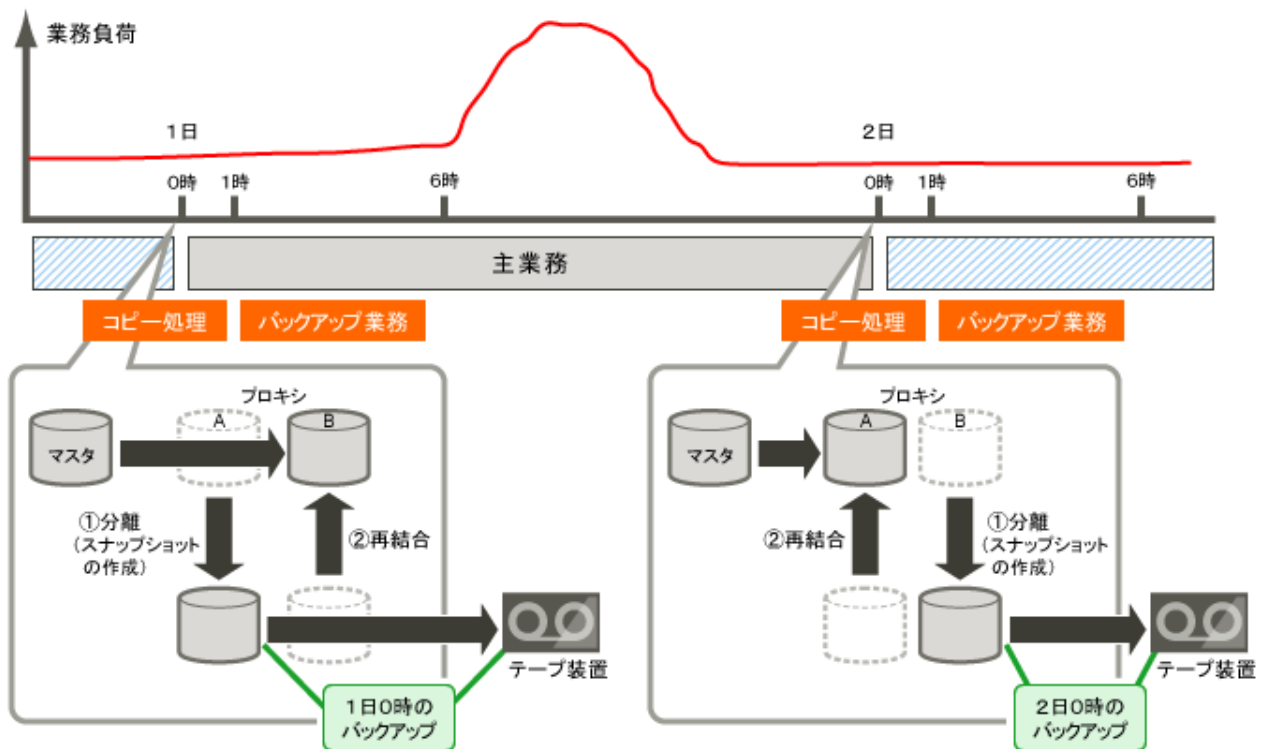 業務負荷
1日
2日
0時
1時
6時
0時
1時
6時
主業務
コピー処理
バックアップ業務
コピー処理
バックアップ業務
プロキシ
A
B
マスタ
①分離
(スナップショット
の作成)
②再結合
テープ装置
1日0時の
バックアップ
プロキシ
A
B
マスタ
②再結合
①分離
(スナップショット
の作成)
テープ装置
2日0時の
バックアップ